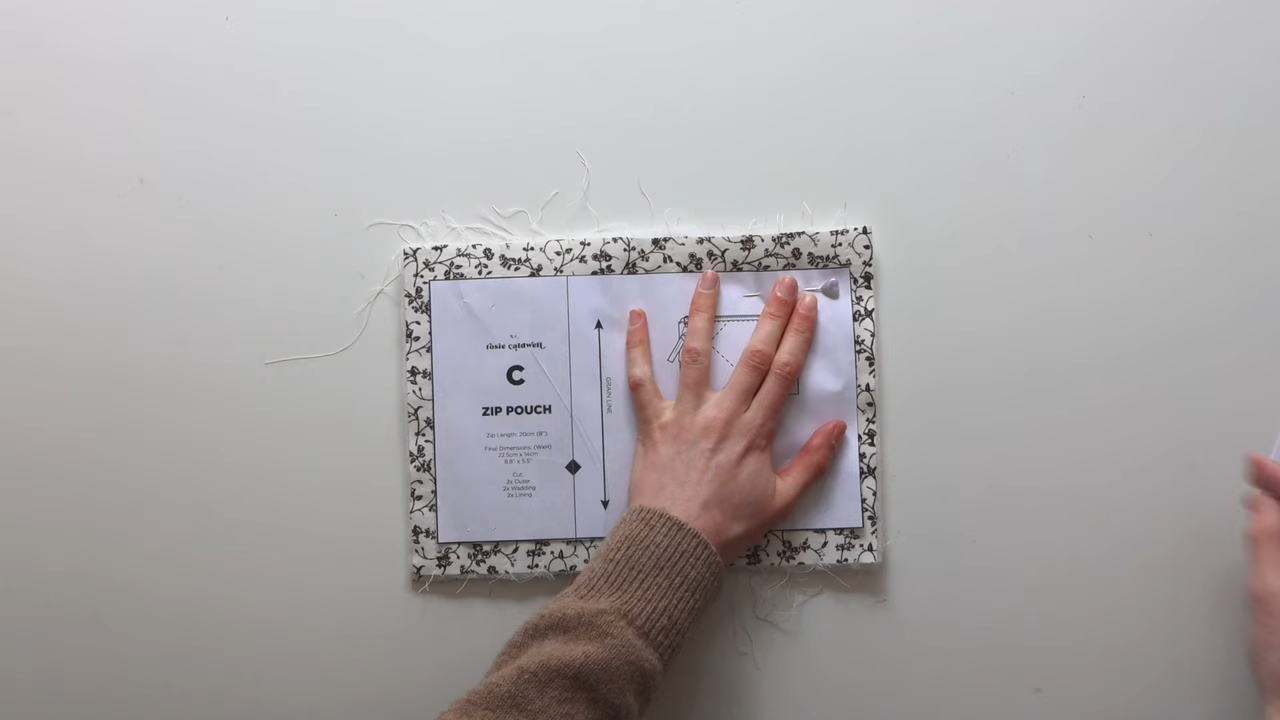 rosie caldwell
C
ZIP POUCH
Zip Length: 20cm (8")
Final Dimensions: (WxH)
22.5cm x 14cm
8.8" x 5.5"
Cut:
2x Outer
2x Wadding
2x Lining
GRAIN LINE